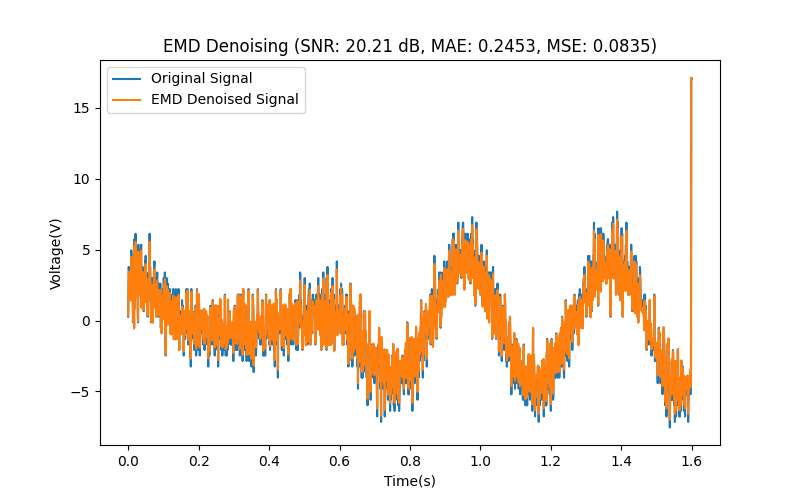 EMD Denoising (SNR: 20.21 dB, MAE: 0.2453, MSE: 0.0835)
Original Signal
EMD Denoised Signal
15
10
5
0
−5
Voltage(V)
0.0 0.2 0.4 0.6 0.8 1.0 1.2 1.4 1.6
Time(s)